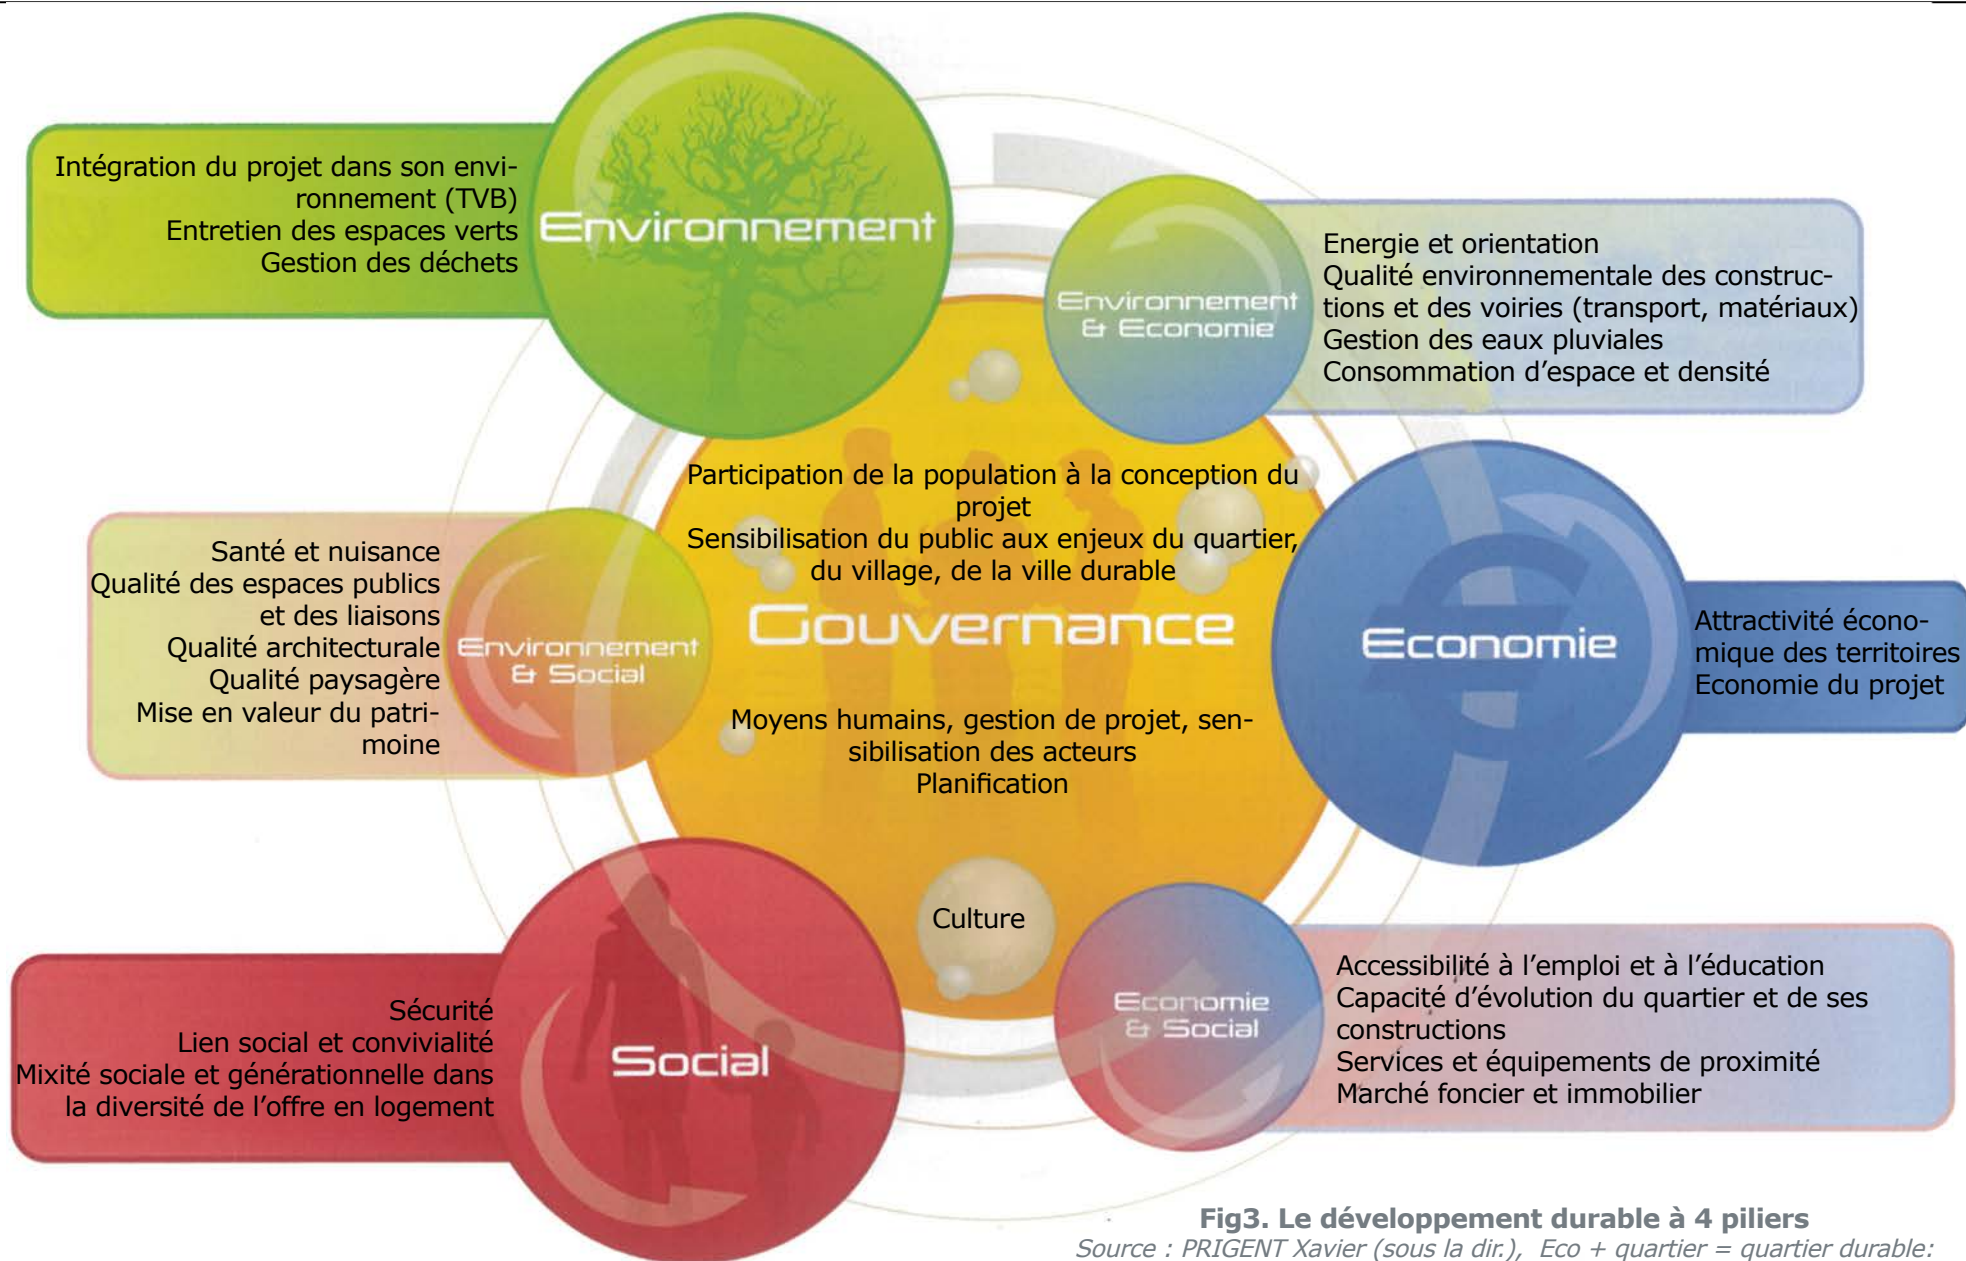 Intégration du projet dans son envi-
ronnement (TVB)
Entretien des espaces verts
Gestion des déchets
Environnement
Environnement
& Economie
Energie et orientation
Qualité environnementale des construc-
tions et des voiries (transport, matériaux)
Gestion des eaux pluviales
Consommation d’espace et densité
Participation de la population à la conception du
projet
Sensibilisation du public aux enjeux du quartier,
du village, de la ville durable
Gouvernance
Moyens humains, gestion de projet, sen-
sibilisation des acteurs
Planification
Culture
Santé et nuisance
Qualité des espaces publics
et des liaisons
Qualité architecturale
Qualité paysagère
Mise en valeur du patri-
moine
Environnement
& Social
Economie
Attractivité écono-
mique des territoires
Economie du projet
Sécurité
Lien social et convivialité
Mixité sociale et générationnelle dans
la diversité de l’offre en logement
Social
Economie
& Social
Accessibilité à l’emploi et à l’éducation
Capacité d’évolution du quartier et de ses
constructions
Services et équipements de proximité
Marché foncier et immobilier
Fig3. Le développement durable à 4 piliers
Source : PRIGENT Xavier (sous la dir.), Eco + quartier = quartier durable: